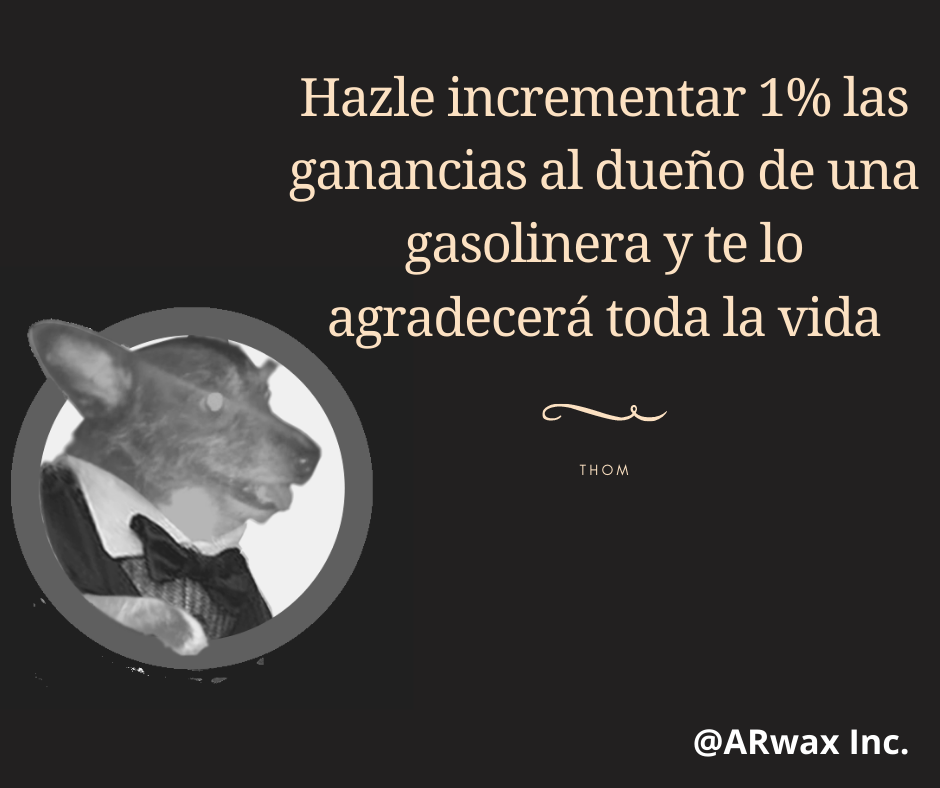 Hazle incrementar 1% las
ganancias al dueño de una
gasolinera y te lo
agradecerá toda la vida
THOM
@ARwax Inc.